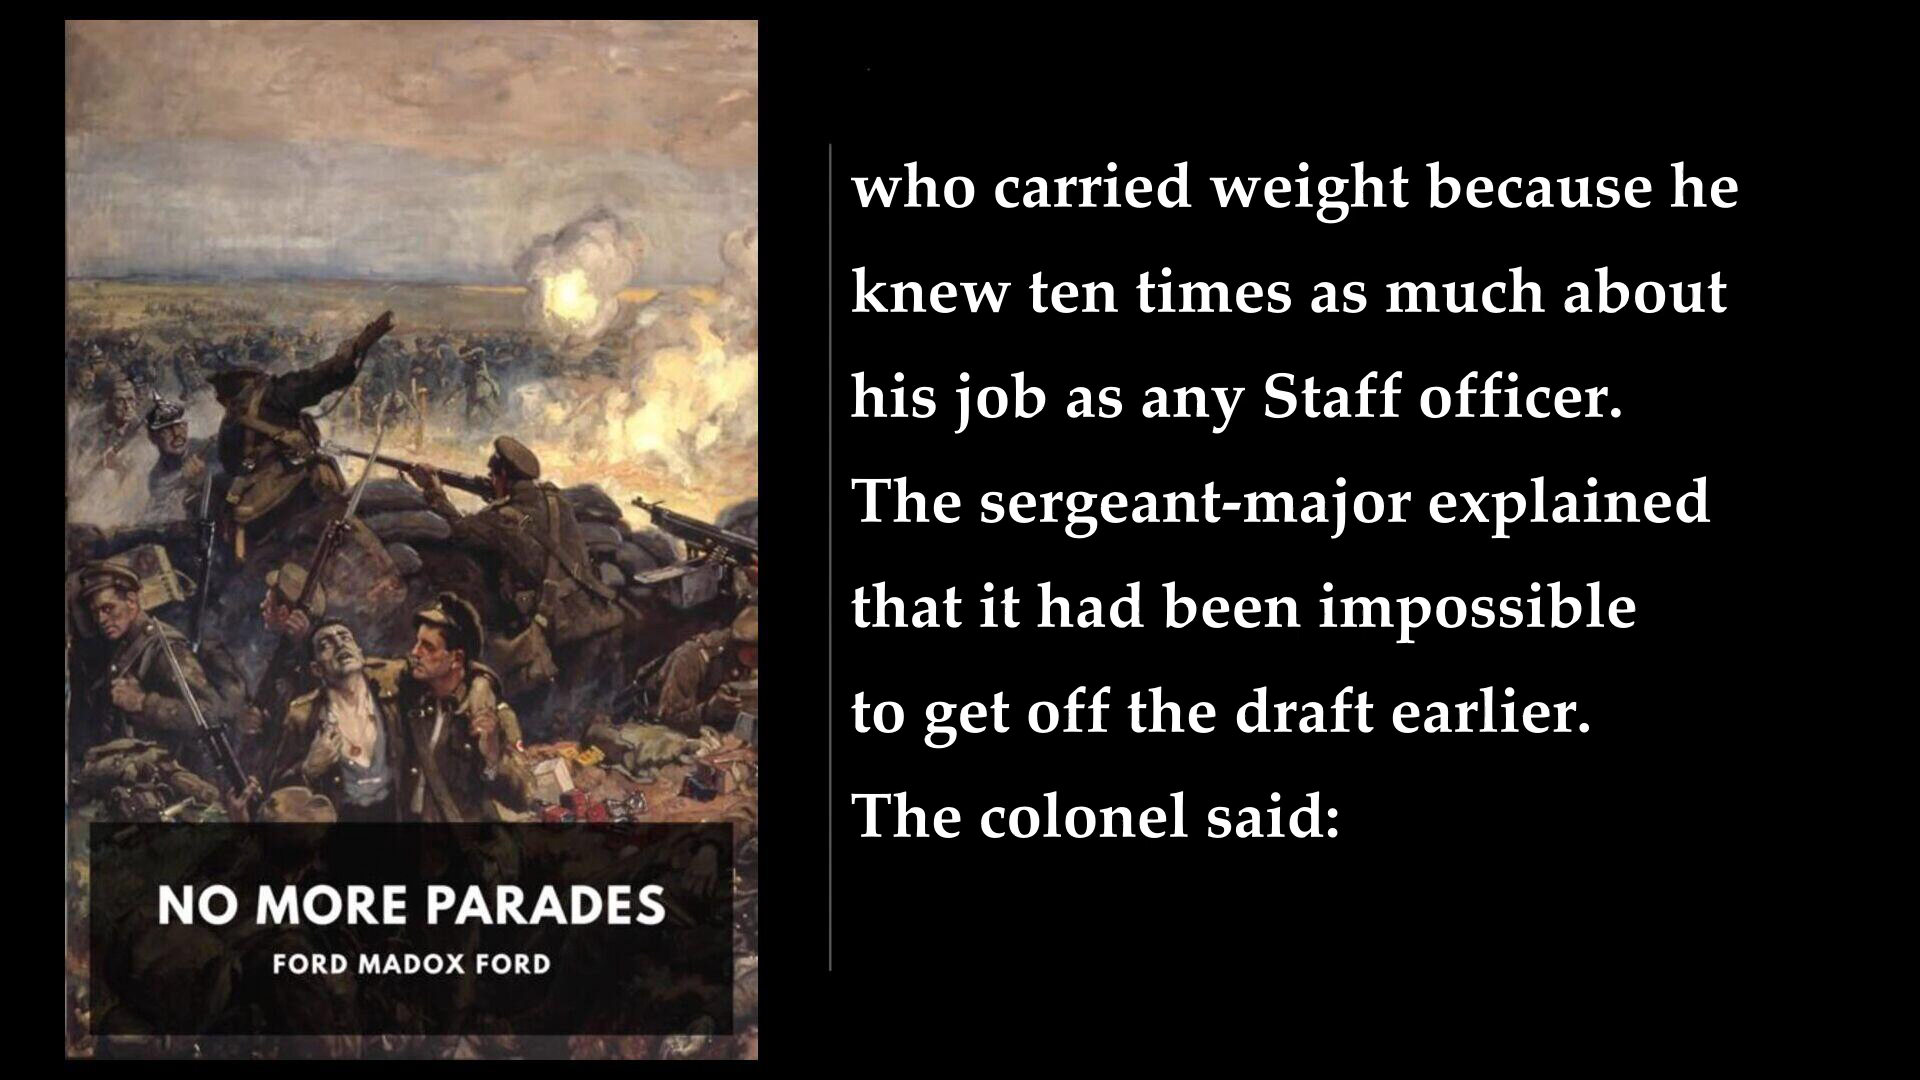 who carried weight because he
knew ten times as much about
his job as any Staff officer.
The sergeant-major explained
that it had been impossible
to get off the draft earlier.
The colonel said:
NO MORE PARADES
FORD MADOX FORD